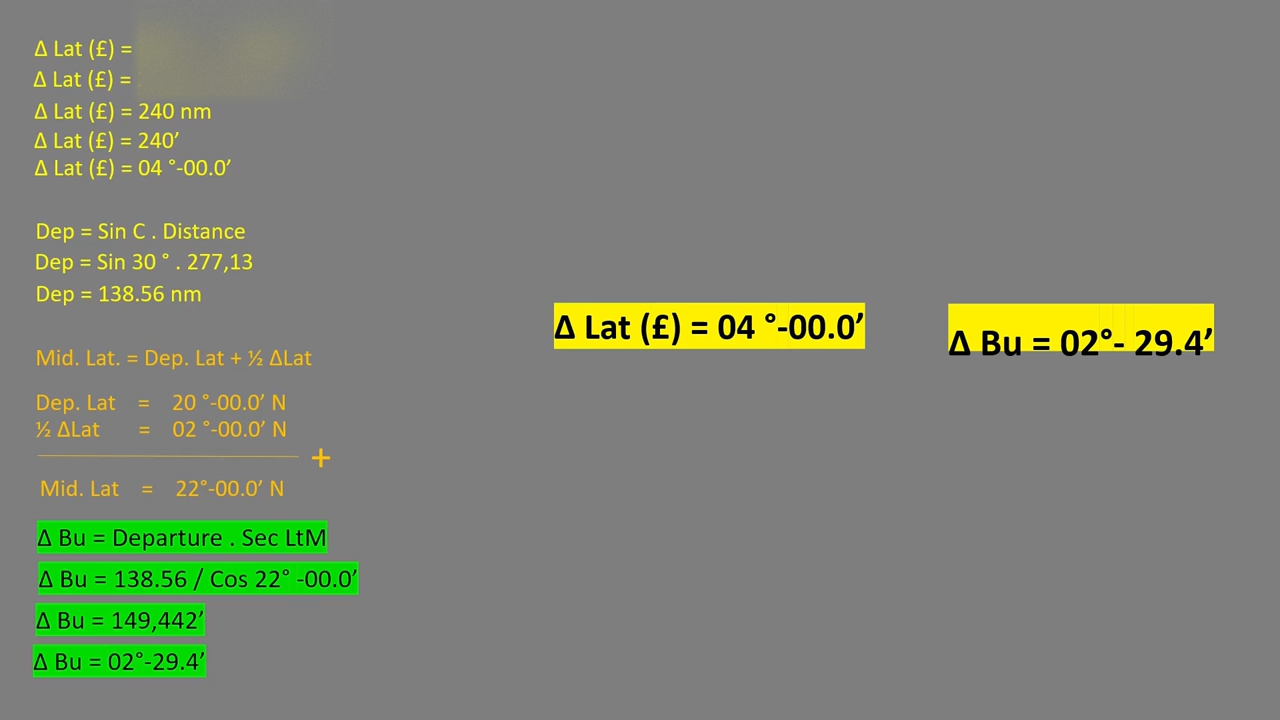 Δ Lat (£) =
Δ Lat (£) =
Δ Lat (£) = 240 nm
Δ Lat (£) = 240’
Δ Lat (£) = 04 °-00.0’
Dep = Sin C . Distance
Dep = Sin 30 ° . 277,13
Dep = 138.56 nm
Mid. Lat. = Dep. Lat + ½ ΔLat
Dep. Lat = 20 °-00.0’ N
½ ΔLat = 02 °-00.0’ N
+
Mid. Lat = 22°-00.0’ N
Δ Bu = Departure . Sec LtM
Δ Bu = 138.56 / Cos 22° -00.0’
Δ Bu = 149,442’
Δ Bu = 02°-29.4’
Δ Lat (£) = 04 °-00.0’
Δ Bu = 02°- 29.4’